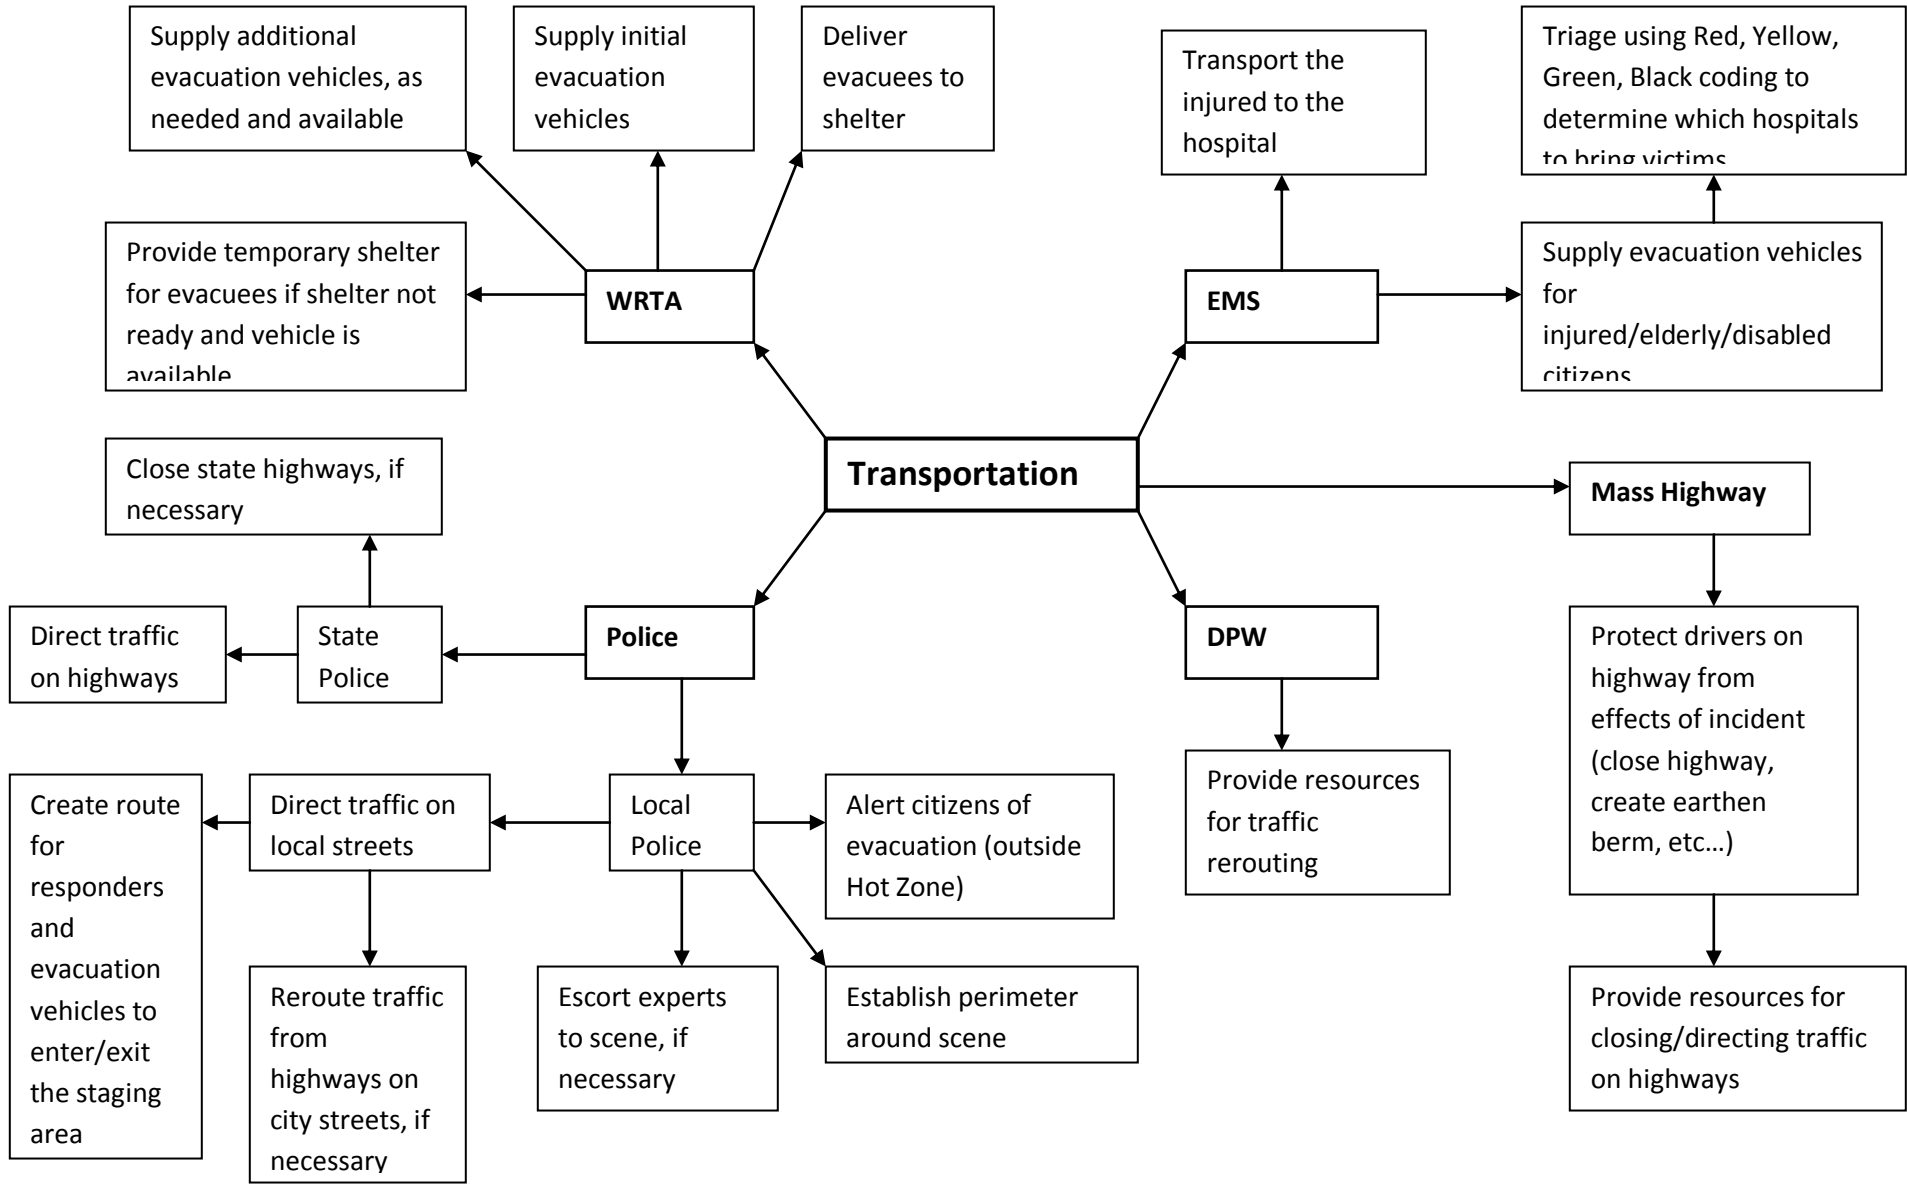 Supply additional
evacuation vehicles, as
needed and available
Supply initial
evacuation
vehicles
Deliver
evacuees to
shelter
Transport the
injured to the
hospital
Triage using Red, Yellow,
Green, Black coding to
determine which hospitals
to bring victims
Provide temporary shelter
for evacuees if shelter not
ready and vehicle is
available
WRTA
EMS
Supply evacuation vehicles
for
injured/elderly/disabled
citizens
Transportation
Close state highways, if
necessary
Mass Highway
Direct traffic
on highways
State
Police
Police
DPW
Protect drivers on
highway from
effects of incident
(close highway,
create earthen
berm, etc…)
Create route
for
responders
and
evacuation
vehicles to
enter/exit
the staging
area
Direct traffic on
local streets
Local
Police
Alert citizens of
evacuation (outside
Hot Zone)
Provide resources
for traffic
rerouting
Reroute traffic
from
highways on
city streets, if
necessary
Escort experts
to scene, if
necessary
Establish perimeter
around scene
Provide resources for
closing/directing traffic
on highways